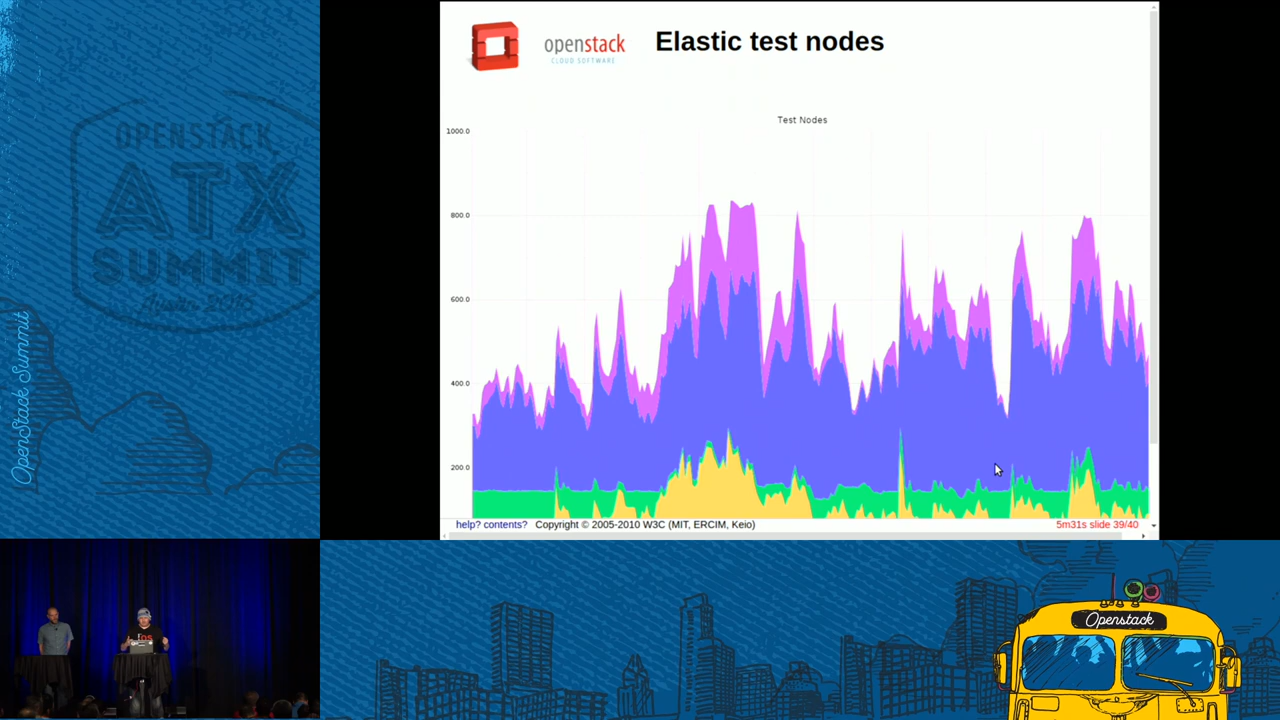 OPENSTACK
ATX
SUMMIT
OpenStack Summit
openstack
CLOUD SOFTWARE
Elastic test nodes
Test Nodes
1000.0
800.0
600.0
400.0
200.0
help? contents? Copyright © 2005-2010 W3C (MIT, ERCIM, Keio)
5m31s slide 39/40
Openstack